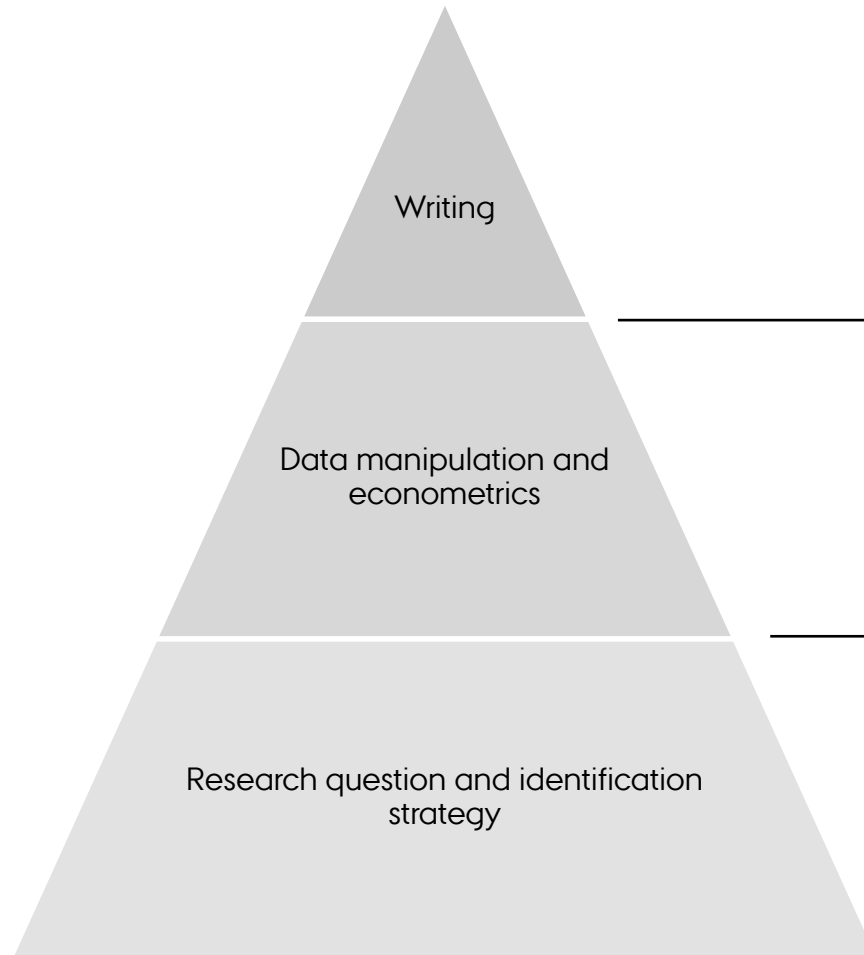 Writing
Data manipulation and
econometrics
Research question and identification
strategy